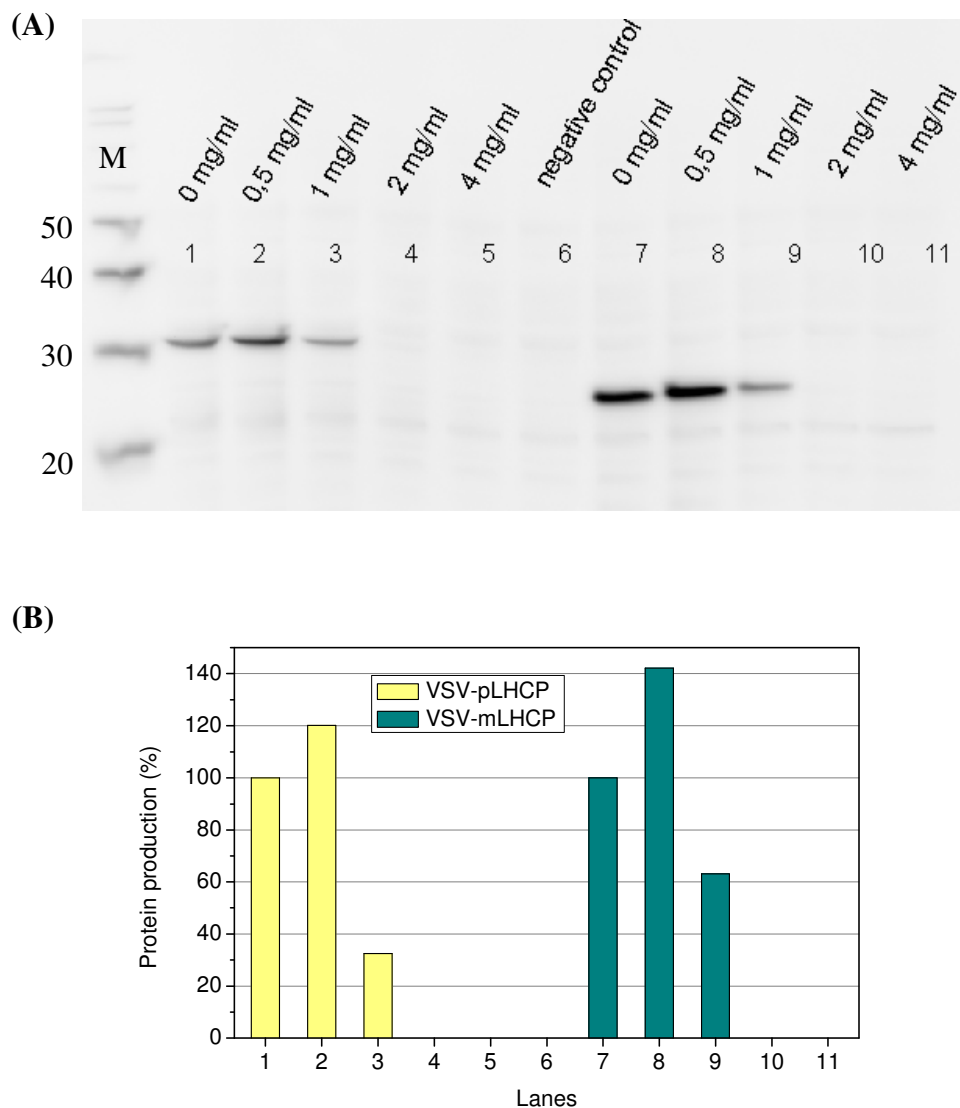 (A)
M
0 mg/ml
0,5 mg/ml
1 mg/ml
2 mg/ml
4 mg/ml
negative control
0 mg/ml
0,5 mg/ml
1 mg/ml
2 mg/ml
4 mg/ml
1 2 3 4 5 6 7 8 9 10 11
50
40
30
20
(B)
VSV-pLHCP
VSV-mLHCP
Protein production (%)
140
120
100
80
60
40
20
0
1 2 3 4 5 6 7 8 9 10 11
Lanes